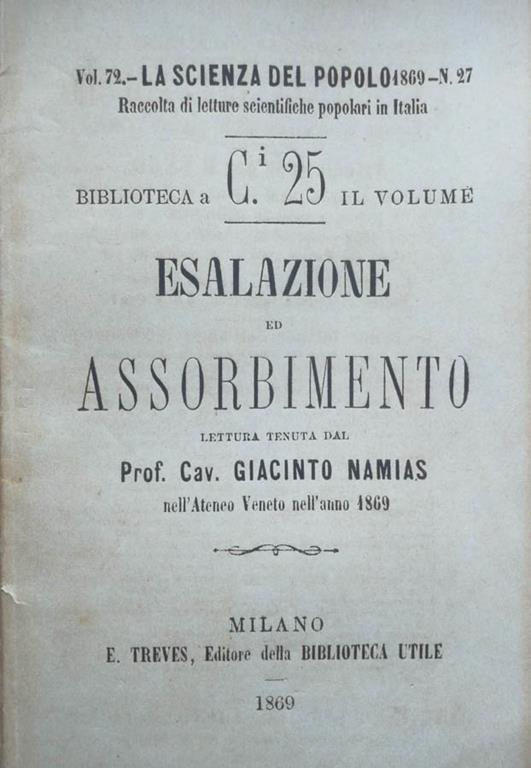 Vol. 72.—LA SCIENZA DEL POPOLO 1869—N. 27
Raccolta di letture scientifiche popolari in Italia
BIBLIOTECA a C.i 25 IL VOLUME
ESALAZIONE
ED
ASSORBIMENTO
LETTURA TENUTA DAL
Prof. Cav. GIACINTO NAMIAS
nell'Ateneo Veneto nell'anno 1869
MILANO
E. TREVES, Editore della BIBLIOTECA UTILE
1869